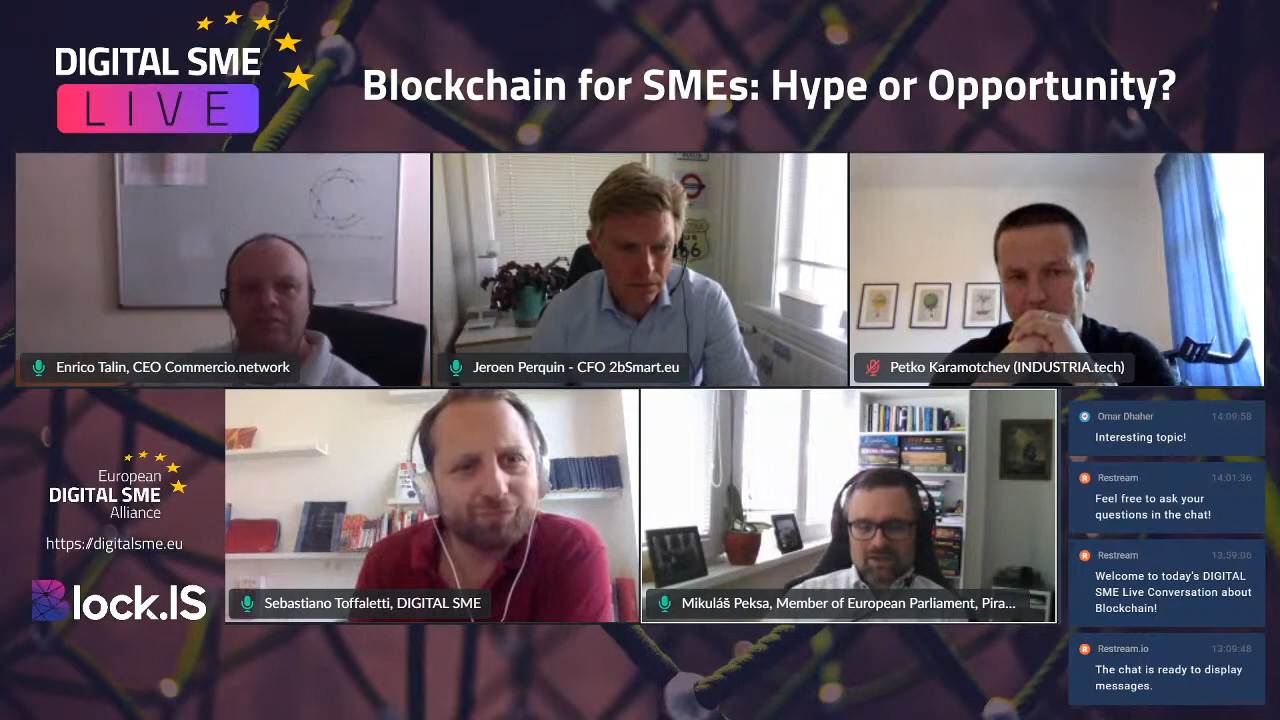 DIGITAL SME
LIVE
Blockchain for SMEs: Hype or Opportunity?
Enrico Talin, CEO Commercio.network
Jeroen Perquin - CFO 2bSmart.eu
Petko Karamotchev (INDUSTRIA.tech)
Sebastiano Toffaletti, DIGITAL SME
Mikuláš Peksa, Member of European Parliament, Pira...
European
DIGITAL SME
Alliance
https://digitalsme.eu
Block.IS
Omar Dhaher 14:09:58
Interesting topic!
Restream 14:01:36
Feel free to ask your
questions in the chat!
Restream 13:59:06
Welcome to today's DIGITAL
SME Live Conversation about
Blockchain!
Restream.io 13:09:48
The chat is ready to display
messages.